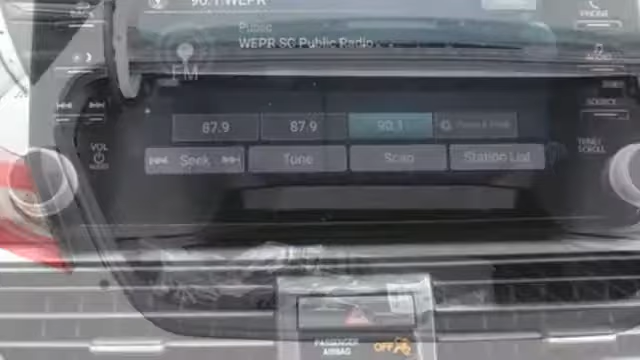 90.1 WEPR
Public
WEPR SC Public Radio
FM
PHONE
AUDIO
SOURCE
VOL
AUDIO
TUNE/
SCROLL
87.9 87.9 90.1
Seek Tune Scan Station List
PASSENGER
AIRBAG
OFF